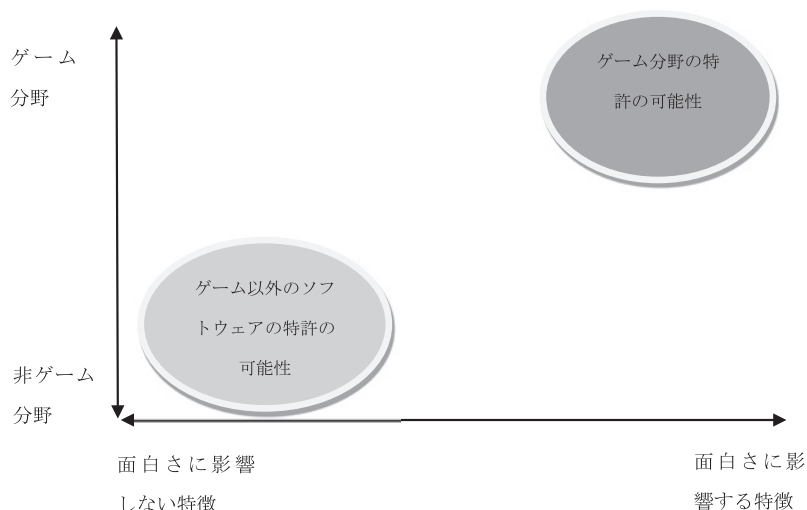 ゲーム
分野
ゲーム分野の特
許の可能性
ゲーム以外のソフ
トウェアの特許の
可能性
非ゲーム
分野
面白さに影響
しない特徴
面白さに影
響する特徴